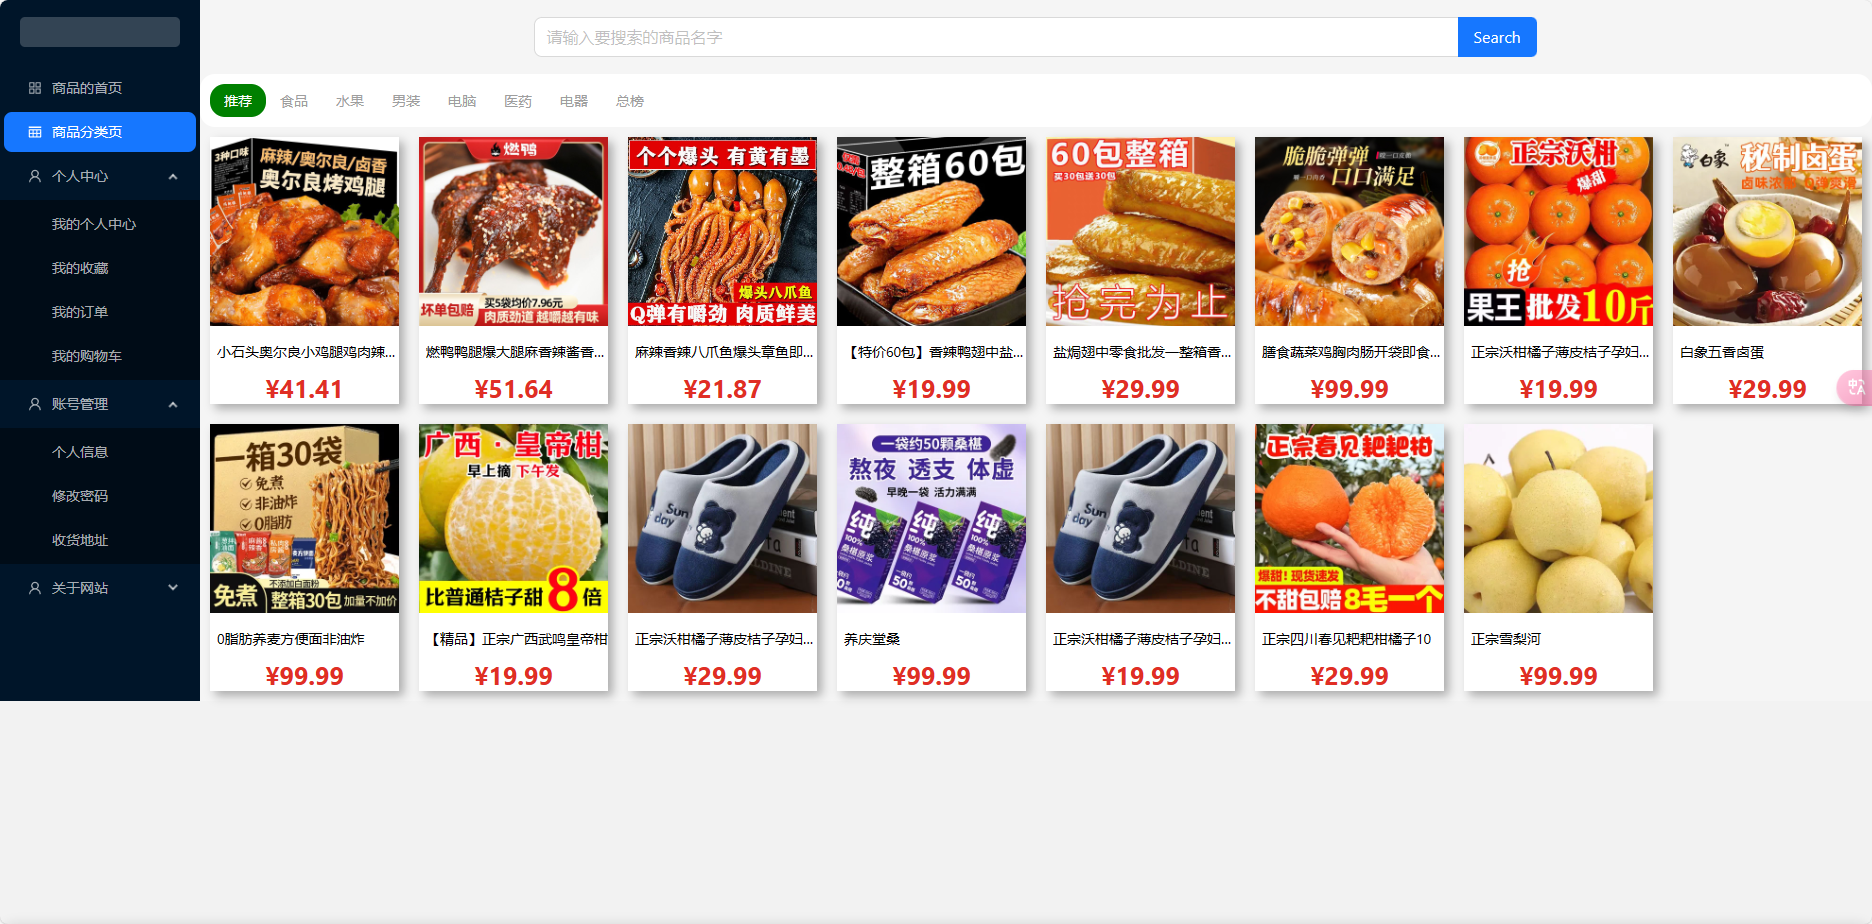 请输入要搜索的商品名字
Search
商品的首页
商品分类页
个人中心
我的个人中心
我的收藏
我的订单
我的购物车
账号管理
个人信息
修改密码
收货地址
关于网站
推荐 食品 水果 男装 电脑 医药 电器 总榜
3种口味
麻辣/奥尔良/卤香
奥尔良烤鸡腿
小石头奥尔良小鸡腿鸡肉辣...
¥41.41
燃鸭
坏单包赔
买5袋均价7.96元
肉质劲道 越嚼越有味
燃鸭鸭腿爆大腿麻香辣酱香...
¥51.64
个个爆头 有黄有墨
爆头八爪鱼
Q弹有嚼劲 肉质鲜美
麻辣香辣八爪鱼爆头章鱼即...
¥21.87
整箱60包
【特价60包】香辣鸭翅中盐...
¥19.99
60包整箱
买30包送30包
抢完为止
盐焗翅中零食批发一整箱香...
¥29.99
脆脆弹弹
口口满足
膳食蔬菜鸡胸肉肠开袋即食...
¥99.99
正宗沃柑
爆甜
抢
果王 批发10斤
正宗沃柑橘子薄皮桔子孕妇...
¥19.99
白象
秘制卤蛋
白象五香卤蛋
¥29.99
一箱30袋
免煮
非油炸
0脂肪
不添加白面粉
免煮 整箱30包 加量不加价
0脂肪养麦方便面非油炸
¥99.99
广西·皇帝柑
早上摘 下午发
比普通桔子甜8倍
【精品】正宗广西武鸣皇帝柑
¥19.99
Sun
day
正宗沃柑橘子薄皮桔子孕妇...
¥29.99
一袋约50颗桑椹
熬夜 透支 体虚
早晚一袋 活力满满
纯
100%
桑椹原浆
养庆堂桑
¥99.99
Sun
day
正宗沃柑橘子薄皮桔子孕妇...
¥19.99
正宗春见耙耙柑
爆甜!现货速发
不甜包赔 8毛一个
正宗四川春见耙耙柑橘子10
¥29.99
正宗雪梨河
¥99.99